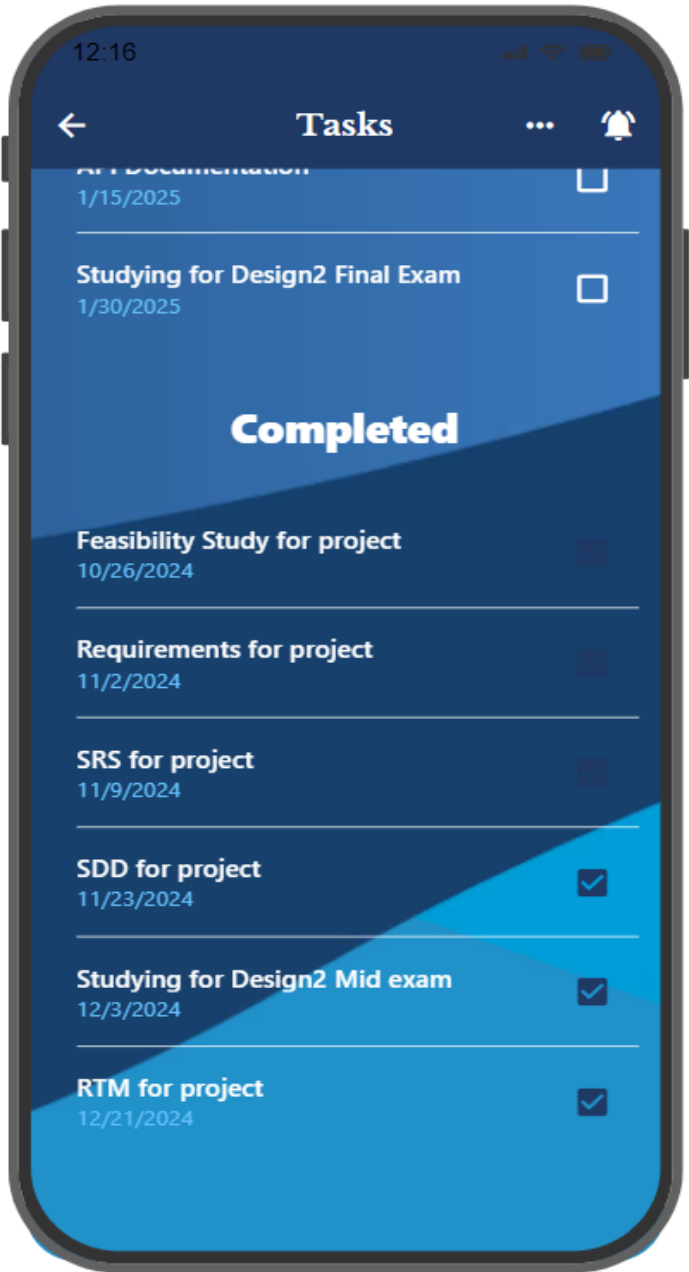 12:16
Tasks
API Documentation
1/15/2025
Studying for Design2 Final Exam
1/30/2025
Completed
Feasibility Study for project
10/26/2024
Requirements for project
11/2/2024
SRS for project
11/9/2024
SDD for project
11/23/2024
Studying for Design2 Mid exam
12/3/2024
RTM for project
12/21/2024